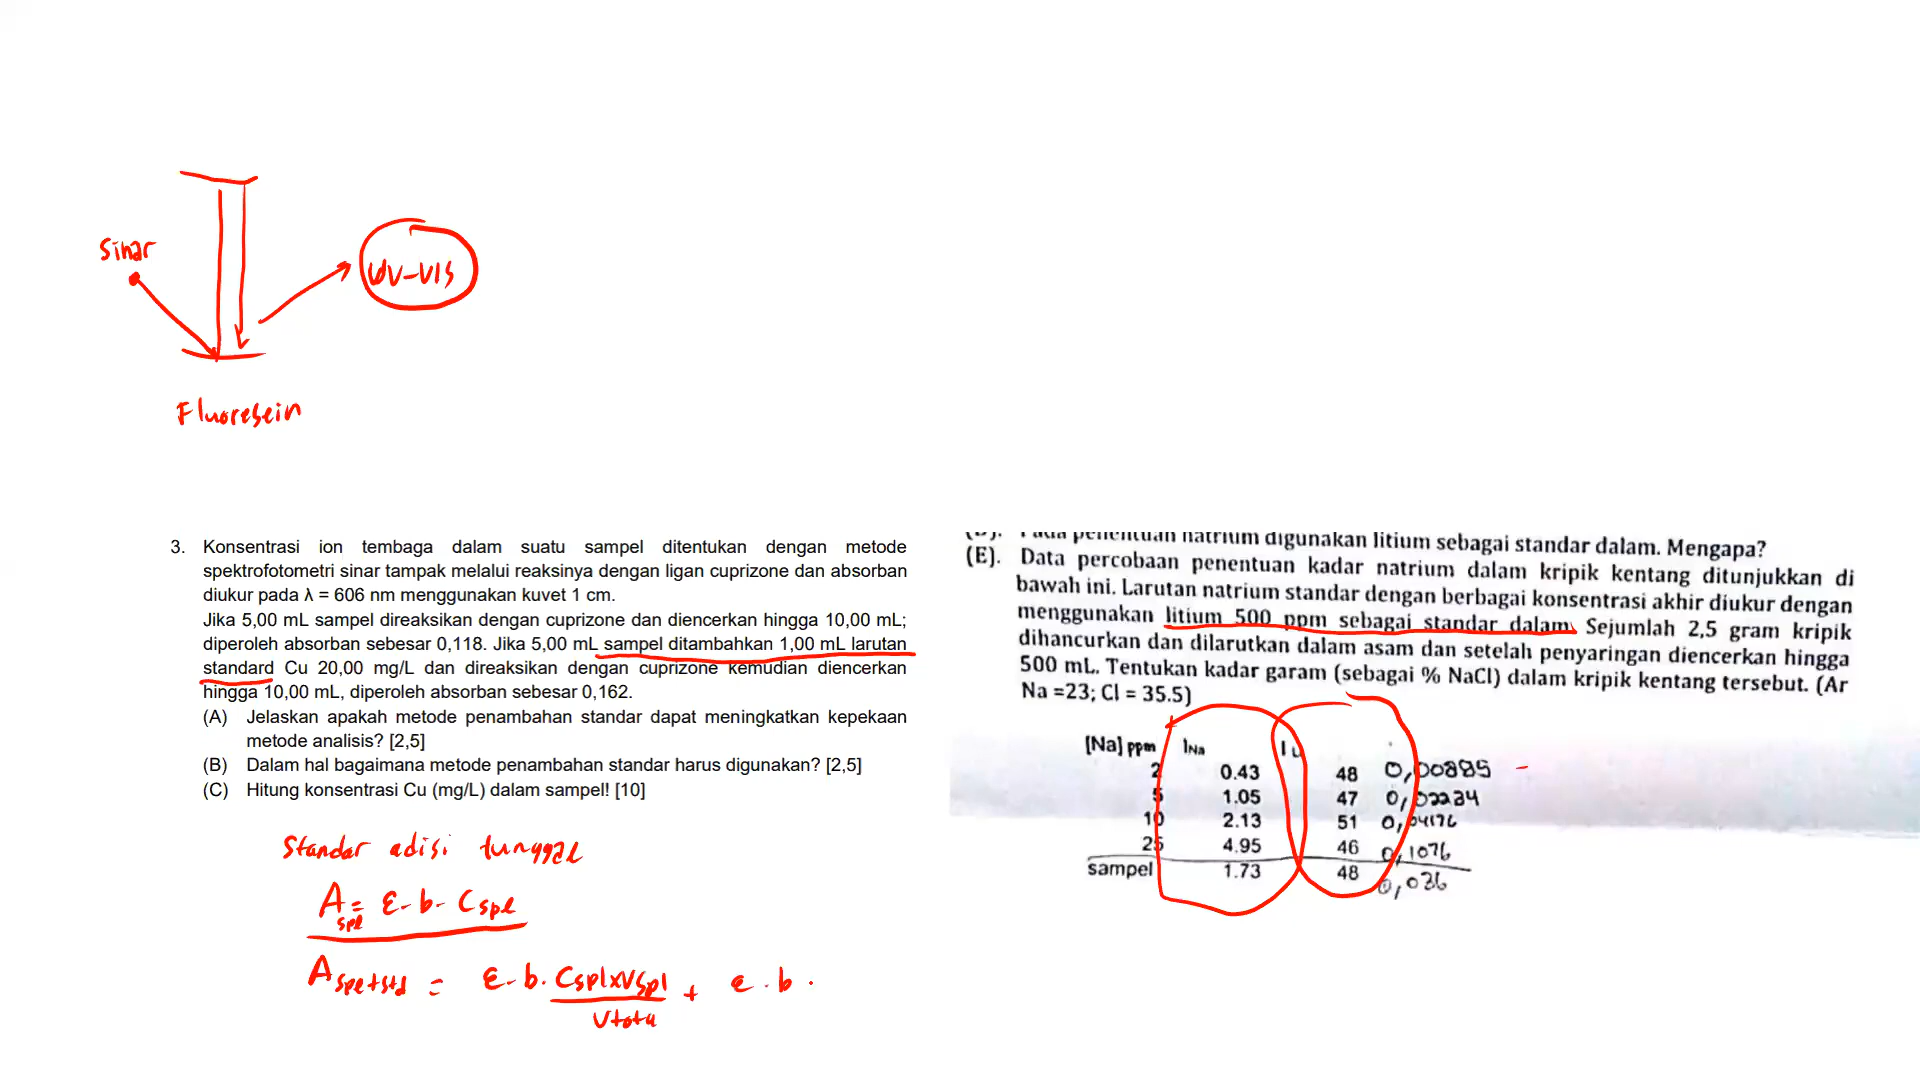 Sinar
UV-VIS
Fluoresein
3. Konsentrasi ion tembaga dalam suatu sampel ditentukan dengan metode
spektrofotometri sinar tampak melalui reaksinya dengan ligan cuprizone dan absorban
diukur pada λ = 606 nm menggunakan kuvet 1 cm.
Jika 5,00 mL sampel direaksikan dengan cuprizone dan diencerkan hingga 10,00 mL;
diperoleh absorban sebesar 0,118. Jika 5,00 mL sampel ditambahkan 1,00 mL larutan
standard Cu 20,00 mg/L dan direaksikan dengan cuprizone kemudian diencerkan
hingga 10,00 mL, diperoleh absorban sebesar 0,162.
(A) Jelaskan apakah metode penambahan standar dapat meningkatkan kepekaan
metode analisis? [2,5]
(B) Dalam hal bagaimana metode penambahan standar harus digunakan? [2,5]
(C) Hitung konsentrasi Cu (mg/L) dalam sampel! [10]
Standar adisi tunggal
A spl = ε - b - C spl
A spl+std = ε - b . Cspl x Vspl + ε . b .
V tota
penentuan natrium digunakan litium sebagai standar dalam. Mengapa?
(E). Data percobaan penentuan kadar natrium dalam kripik kentang ditunjukkan di
bawah ini. Larutan natrium standar dengan berbagai konsentrasi akhir diukur dengan
menggunakan litium 500 ppm sebagai standar dalam. Sejumlah 2,5 gram kripik
dihancurkan dan dilarutkan dalam asam dan setelah penyaringan diencerkan hingga
500 mL. Tentukan kadar garam (sebagai % NaCl) dalam kripik kentang tersebut. (Ar
Na =23; Cl = 35.5)
[Na] ppm INa
2 0.43 48 0,00895
5 1.05 47 0,02234
10 2.13 51 0,04176
25 4.95 46 0,1076
sampel 1.73 48 0,036